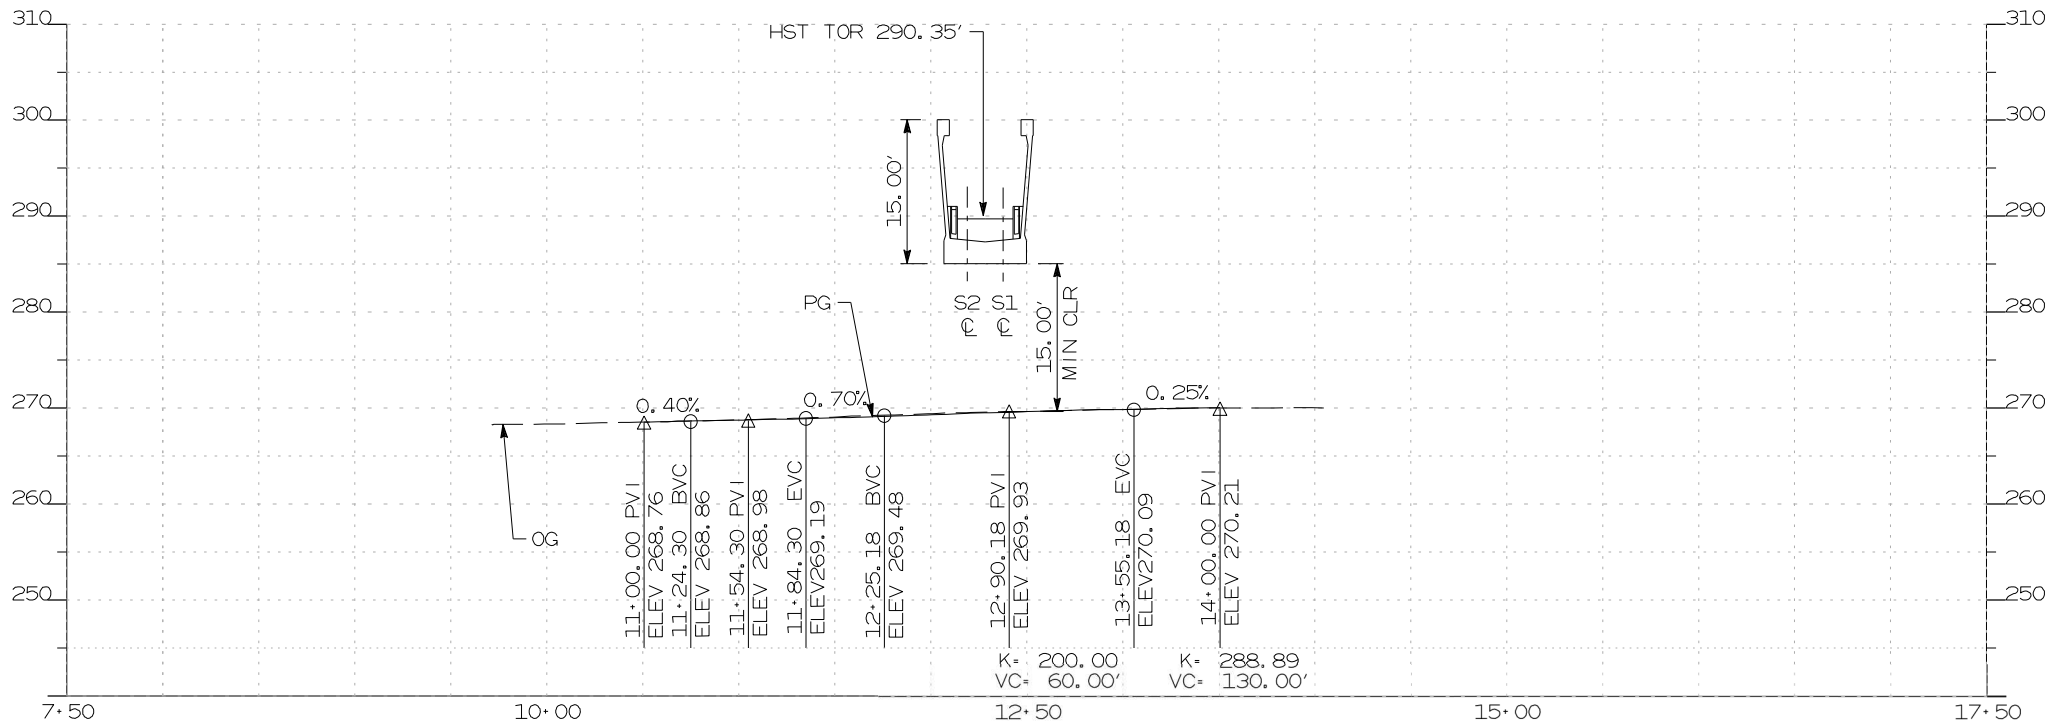 310
HST TOR 290.35'
310
300
300
15.00'
290
290
280
PG
S2 S1
280
℄ ℄
15.00'
MIN CLR
270
0.40%
0.70%
0.25%
270
260
260
OG
250
250
11+00.00 PVI
ELEV 268.76
11+24.30 BVC
ELEV 268.86
11+54.30 PVI
ELEV 268.98
11+84.30 EVC
ELEV269.19
12+25.18 BVC
ELEV 269.48
12+90.18 PVI
ELEV 269.93
13+55.18 EVC
ELEV270.09
14+00.00 PVI
ELEV 270.21
K= 200.00
VC= 60.00'
K= 288.89
VC= 130.00'
7+50
10+00
12+50
15+00
17+50